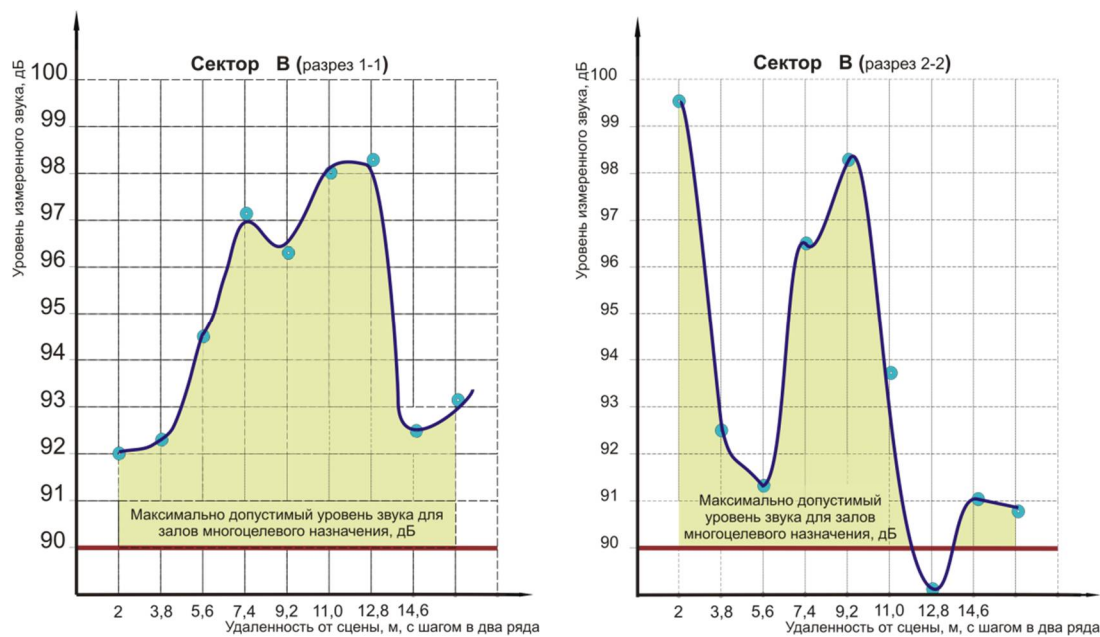 Сектор В (разрез 1-1)
Уровень измеренного звука, дБ
100
99
98
97
96
95
94
93
92
91
90
Максимально допустимый уровень звука для
залов многоцелевого назначения, дБ
2 3,8 5,6 7,4 9,2 11,0 12,8 14,6
Удаленность от сцены, м, с шагом в два ряда
Сектор В (разрез 2-2)
Уровень измеренного звука, дБ
100
99
98
97
96
95
94
93
92
91
90
Максимально допустимый
уровень звука для залов
многоцелевого назначения, дБ
2 3,8 5,6 7,4 9,2 11,0 12,8 14,6
Удаленность от сцены, м, с шагом в два ряда